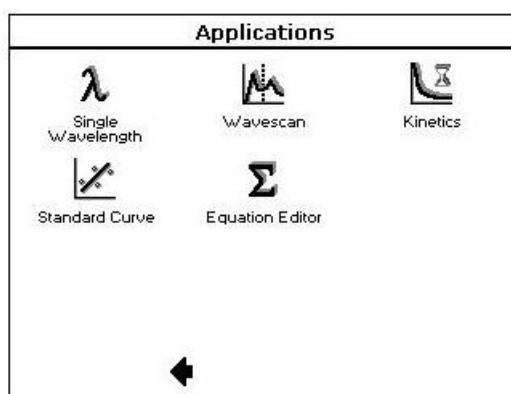 Applications
λ
Single
Wavelength
Wavescan
Kinetics
Standard Curve
Σ
Equation Editor